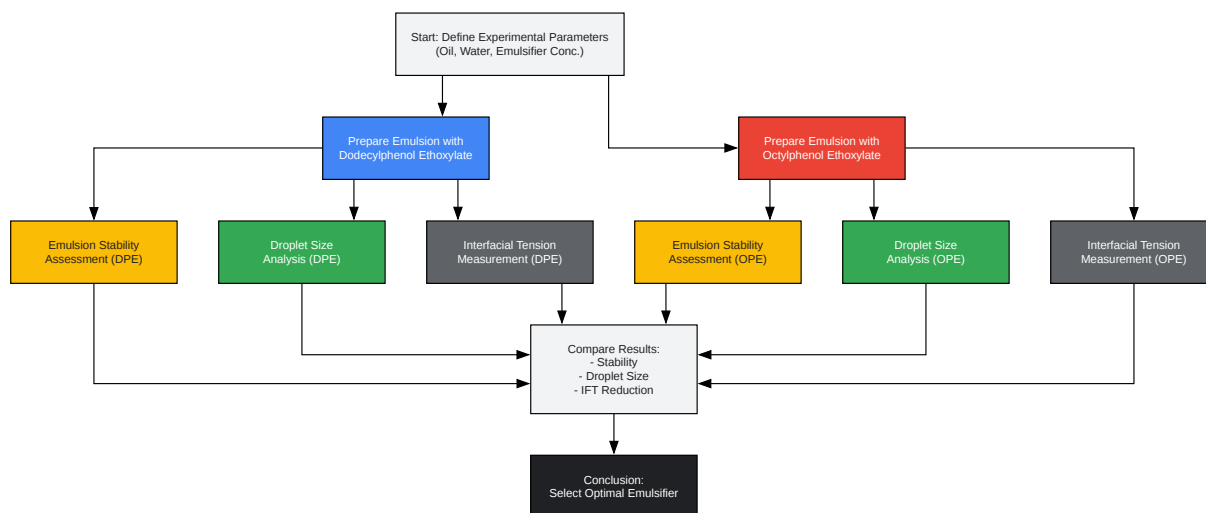 Start: Define Experimental Parameters
(Oil, Water, Emulsifier Conc.)
Prepare Emulsion with
Dodecylphenol Ethoxylate
Prepare Emulsion with
Octylphenol Ethoxylate
Emulsion Stability
Assessment (DPE)
Droplet Size
Analysis (DPE)
Interfacial Tension
Measurement (DPE)
Emulsion Stability
Assessment (OPE)
Droplet Size
Analysis (OPE)
Interfacial Tension
Measurement (OPE)
Compare Results:
- Stability
- Droplet Size
- IFT Reduction
Conclusion:
Select Optimal Emulsifier